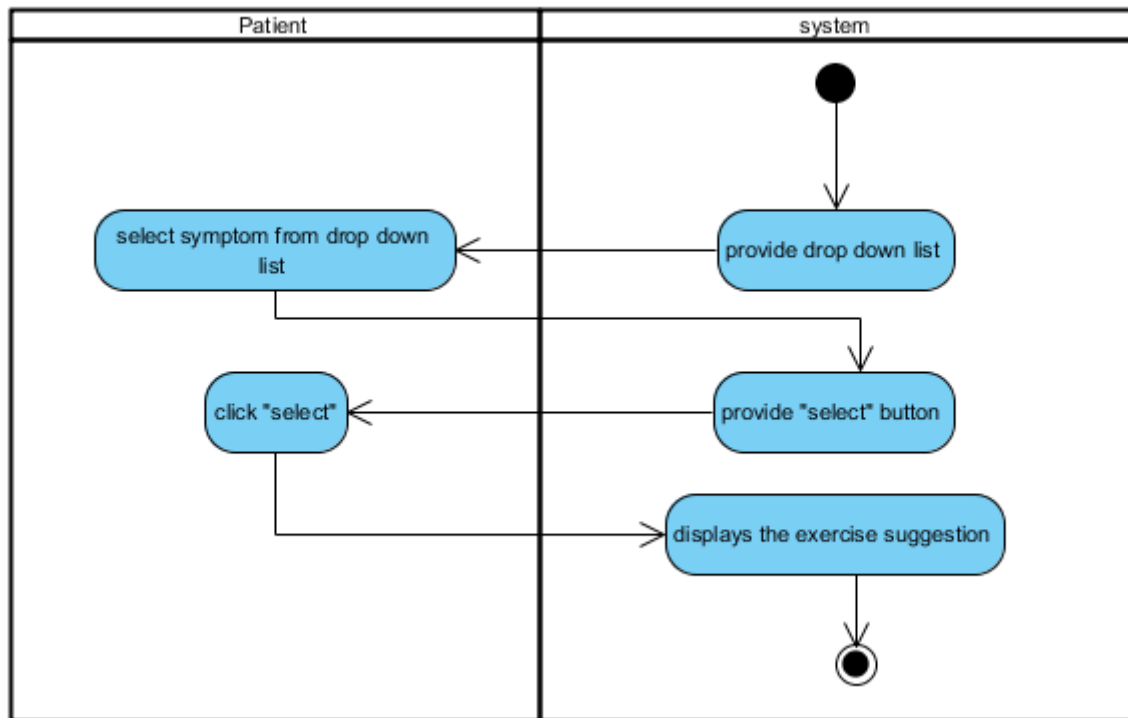 Patient
system
select symptom from drop down
list
provide drop down list
click "select"
provide "select" button
displays the exercise suggestion